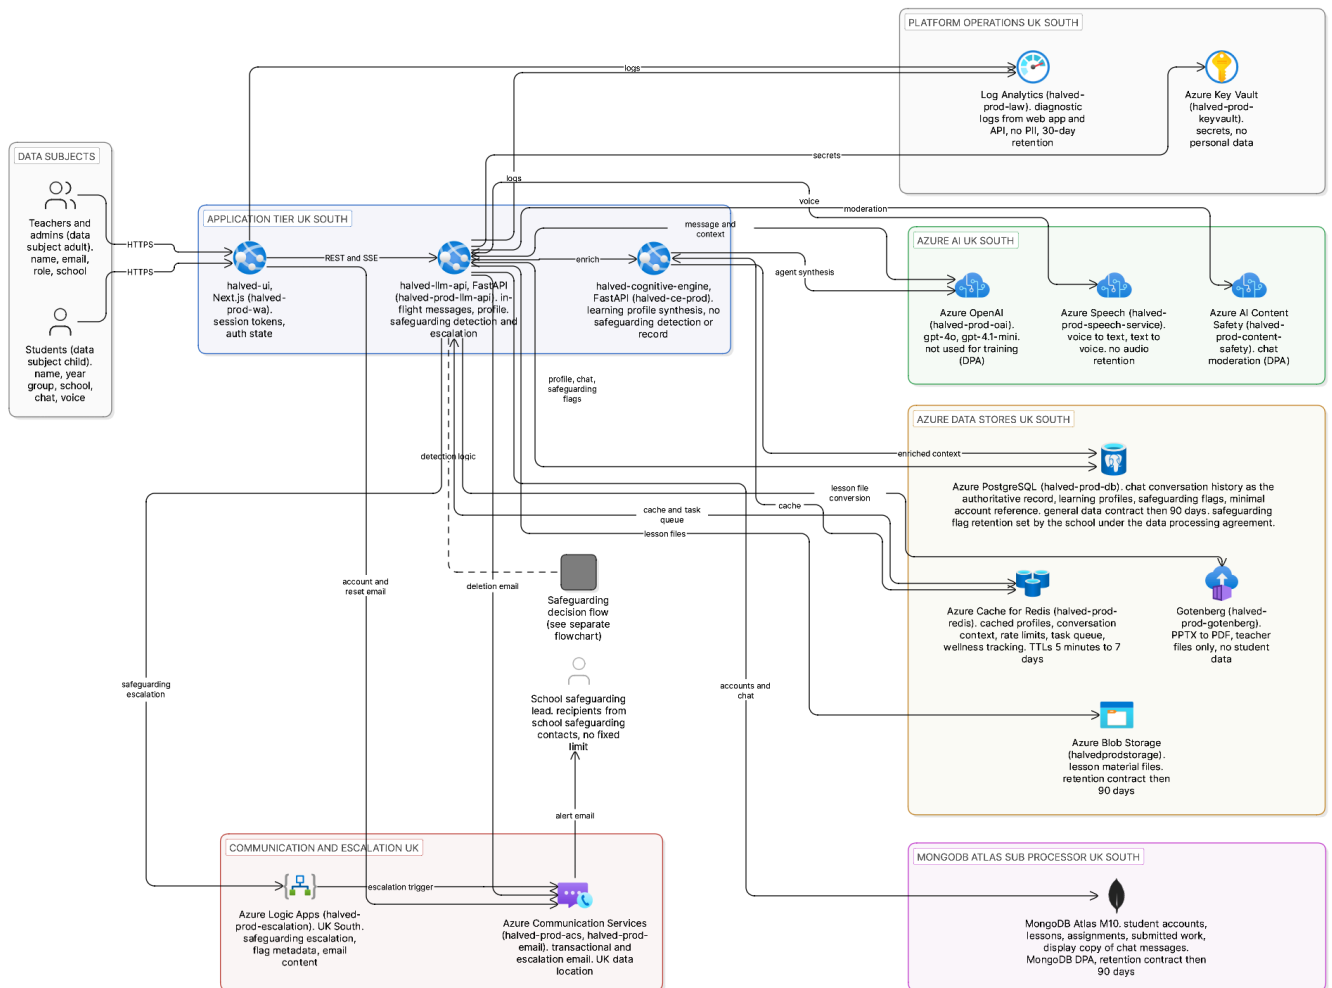 PLATFORM OPERATIONS UK SOUTH
logs
Log Analytics (halved-
prod-law). diagnostic
logs from web app and
API, no PII, 30-day
retention
Azure Key Vault
(halved-prod-
keyvault).
secrets, no
personal data
DATA SUBJECTS
Teachers and
admins (data
subject adult).
name, email,
role, school
Students (data
subject child).
name, year
group, school,
chat, voice
HTTPS
HTTPS
secrets
logs
voice
moderation
APPLICATION TIER UK SOUTH
message and
context
REST and SSE
enrich
agent synthesis
halved-ui,
Next.js (halved-
prod-wa).
session tokens,
auth state
halved-llm-api, FastAPI
(halved-prod-llm-api). in-
flight messages, profile.
safeguarding detection and
escalation
halved-cognitive-engine,
FastAPI (halved-ce-prod).
learning profile synthesis, no
safeguarding detection or
record
AZURE AI UK SOUTH
Azure OpenAI
(halved-prod-oai).
gpt-4o, gpt-4.1-mini.
not used for training
(DPA)
Azure Speech (halved-
prod-speech-service).
voice to text, text to
voice. no audio
retention
Azure AI Content
Safety (halved-
prod-content-
safety). chat
moderation (DPA)
profile, chat,
safeguarding
flags
detection logic
AZURE DATA STORES UK SOUTH
enriched context
Azure PostgreSQL (halved-prod-db). chat conversation history as the
authoritative record, learning profiles, safeguarding flags, minimal
account reference. general data contract then 90 days. safeguarding
flag retention set by the school under the data processing agreement.
lesson file
conversion
cache
cache and task
queue
lesson files
account and
reset email
deletion email
Safeguarding
decision flow
(see separate
flowchart)
Azure Cache for Redis (halved-prod-
redis). cached profiles, conversation
context, rate limits, task queue,
wellness tracking. TTLs 5 minutes to 7
days
Gotenberg (halved-
prod-gotenberg).
PPTX to PDF, teacher
files only, no student
data
safeguarding
escalation
School safeguarding
lead. recipients from
school safeguarding
contacts, no fixed
limit
accounts and
chat
Azure Blob Storage
(halvedprodstorage).
lesson material files.
retention contract then
90 days
alert email
COMMUNICATION AND ESCALATION UK
escalation trigger
Azure Logic Apps (halved-
prod-escalation). UK South.
safeguarding escalation,
flag metadata, email
content
Azure Communication Services
(halved-prod-acs, halved-prod-
email). transactional and
escalation email. UK data
location
MONGODB ATLAS SUB PROCESSOR UK SOUTH
MongoDB Atlas M10. student accounts,
lessons, assignments, submitted work,
display copy of chat messages.
MongoDB DPA, retention contract then
90 days